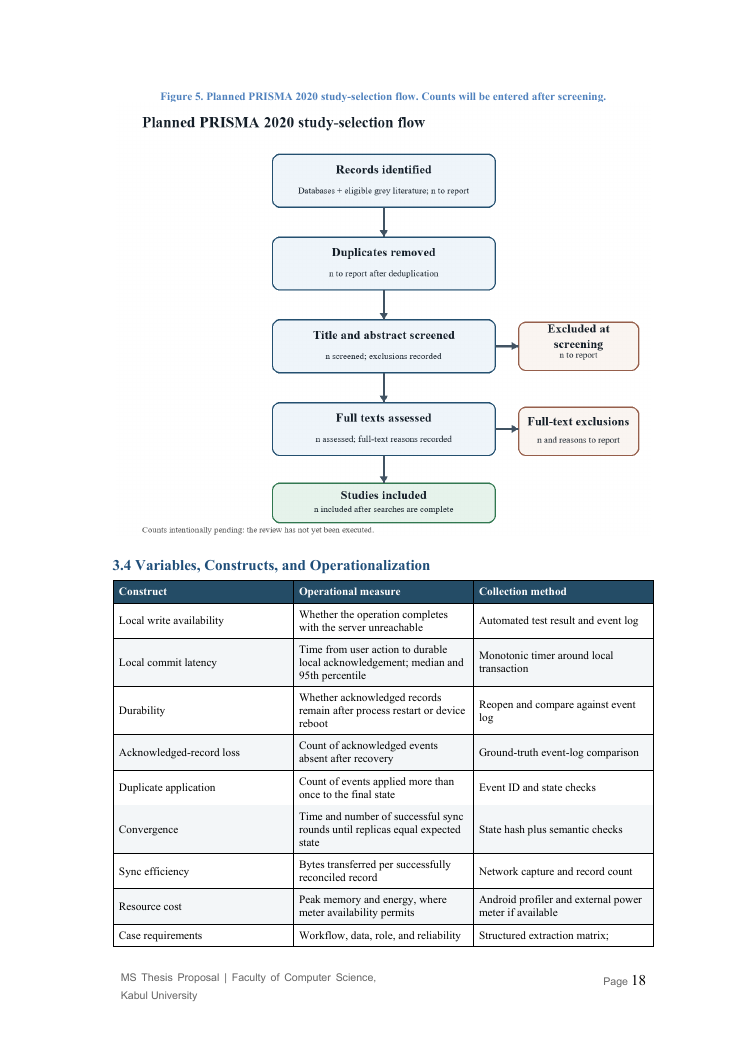 Figure 5. Planned PRISMA 2020 study-selection flow. Counts will be entered after screening.
Planned PRISMA 2020 study-selection flow
Records identified
Databases + eligible grey literature; n to report
Duplicates removed
n to report after deduplication
Title and abstract screened
n screened; exclusions recorded
Excluded at
screening
n to report
Full texts assessed
n assessed; full-text reasons recorded
Full-text exclusions
n and reasons to report
Studies included
n included after searches are complete
Counts intentionally pending: the review has not yet been executed.
3.4 Variables, Constructs, and Operationalization
Construct
Operational measure
Collection method
Local write availability
Whether the operation completes
with the server unreachable
Automated test result and event log
Local commit latency
Time from user action to durable
local acknowledgement; median and
95th percentile
Monotonic timer around local
transaction
Durability
Whether acknowledged records
remain after process restart or device
reboot
Reopen and compare against event
log
Acknowledged-record loss
Count of acknowledged events
absent after recovery
Ground-truth event-log comparison
Duplicate application
Count of events applied more than
once to the final state
Event ID and state checks
Convergence
Time and number of successful sync
rounds until replicas equal expected
state
State hash plus semantic checks
Sync efficiency
Bytes transferred per successfully
reconciled record
Network capture and record count
Resource cost
Peak memory and energy, where
meter availability permits
Android profiler and external power
meter if available
Case requirements
Workflow, data, role, and reliability
Structured extraction matrix;
MS Thesis Proposal | Faculty of Computer Science,
Kabul University
Page 18